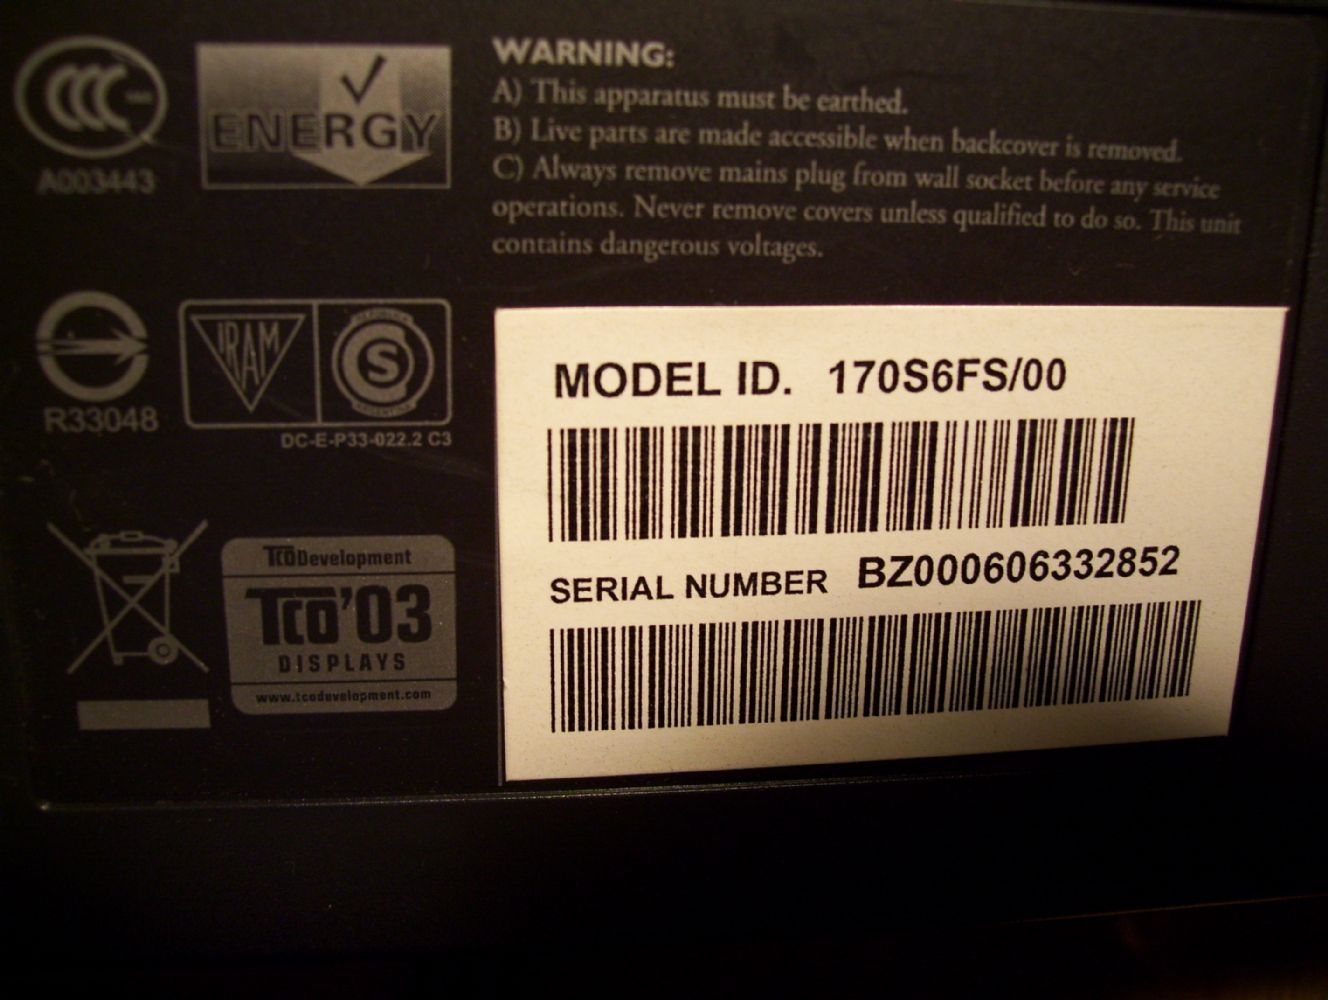 CCC
A003443
ENERGY
WARNING:
A) This apparatus must be earthed.
B) Live parts are made accessible when backcover is removed.
C) Always remove mains plug from wall socket before any service
operations. Never remove covers unless qualified to do so. This unit
contains dangerous voltages.
R33048
IRAM
S
DC-E-P33-022.2 C3
TCODevelopment
TCO'03
DISPLAYS
www.tcodevelopment.com
MODEL ID. 170S6FS/00
SERIAL NUMBER BZ000606332852